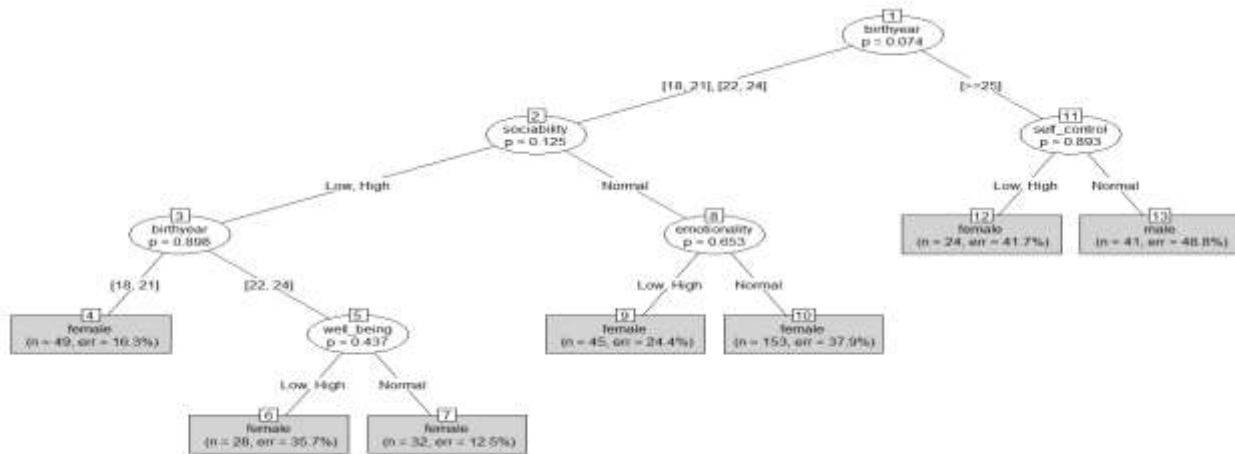 1
birthyear
p = 0.074
[18, 21], [22, 24]
[>=25]
2
sociability
p = 0.125
11
self_control
p = 0.893
Low, High
Normal
Low, High
Normal
3
birthyear
p = 0.898
8
emotionality
p = 0.653
12
female
(n = 24, err = 41.7%)
13
male
(n = 41, err = 48.8%)
[18, 21]
[22, 24]
Low, High
Normal
4
female
(n = 49, err = 16.3%)
5
well_being
p = 0.437
9
female
(n = 45, err = 24.4%)
10
female
(n = 153, err = 37.9%)
Low, High
Normal
6
female
(n = 28, err = 35.7%)
7
female
(n = 32, err = 12.5%)